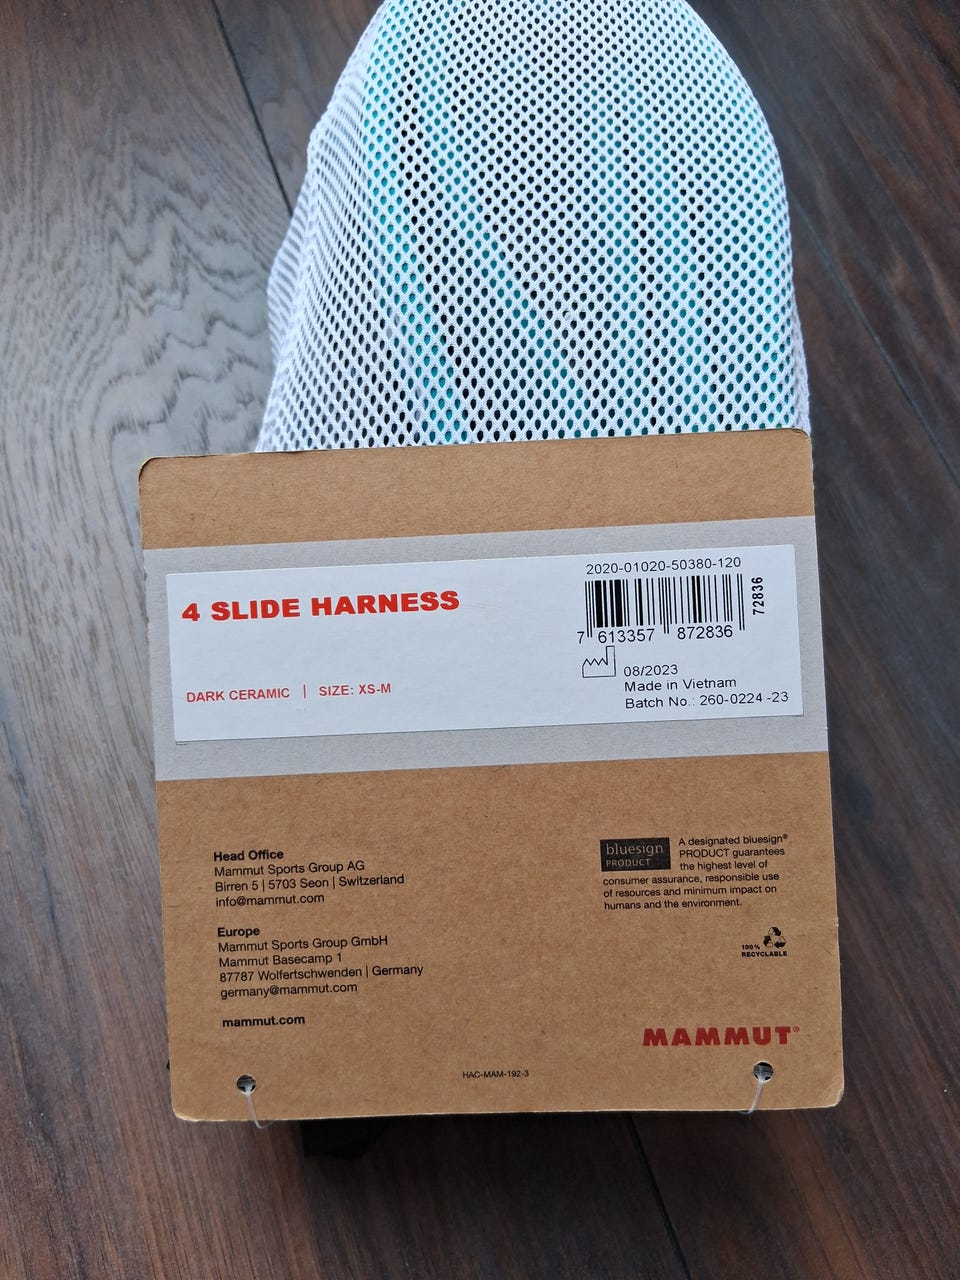 4 SLIDE HARNESS
DARK CERAMIC | SIZE: XS-M
2020-01020-50380-120
72836
7 613357 872836
08/2023
Made in Vietnam
Batch No.: 260-0224 -23
Head Office
Mammut Sports Group AG
Birren 5 | 5703 Seon | Switzerland
info@mammut.com
Europe
Mammut Sports Group GmbH
Mammut Basecamp 1
87787 Wolfertschwenden | Germany
germany@mammut.com
mammut.com
bluesign
PRODUCT
A designated bluesign®
PRODUCT guarantees
the highest level of
consumer assurance, responsible use
of resources and minimum impact on
humans and the environment.
100%
RECYCLABLE
MAMMUT®
HAC-MAM-192-3